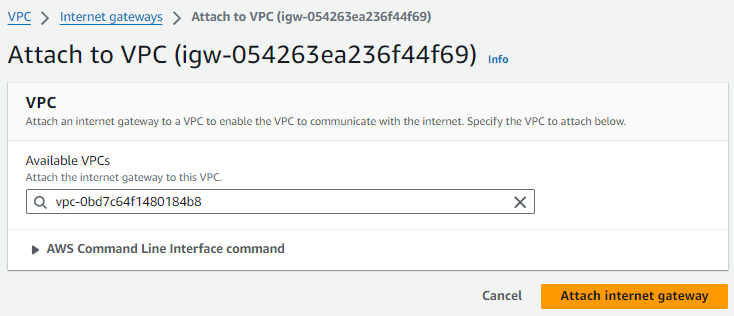 VPC > Internet gateways > Attach to VPC (igw-054263ea236f44f69)
Attach to VPC (igw-054263ea236f44f69) Info
VPC
Attach an internet gateway to a VPC to enable the VPC to communicate with the internet. Specify the VPC to attach below.
Available VPCs
Attach the internet gateway to this VPC.
vpc-0bd7c64f1480184b8
AWS Command Line Interface command
Cancel Attach internet gateway